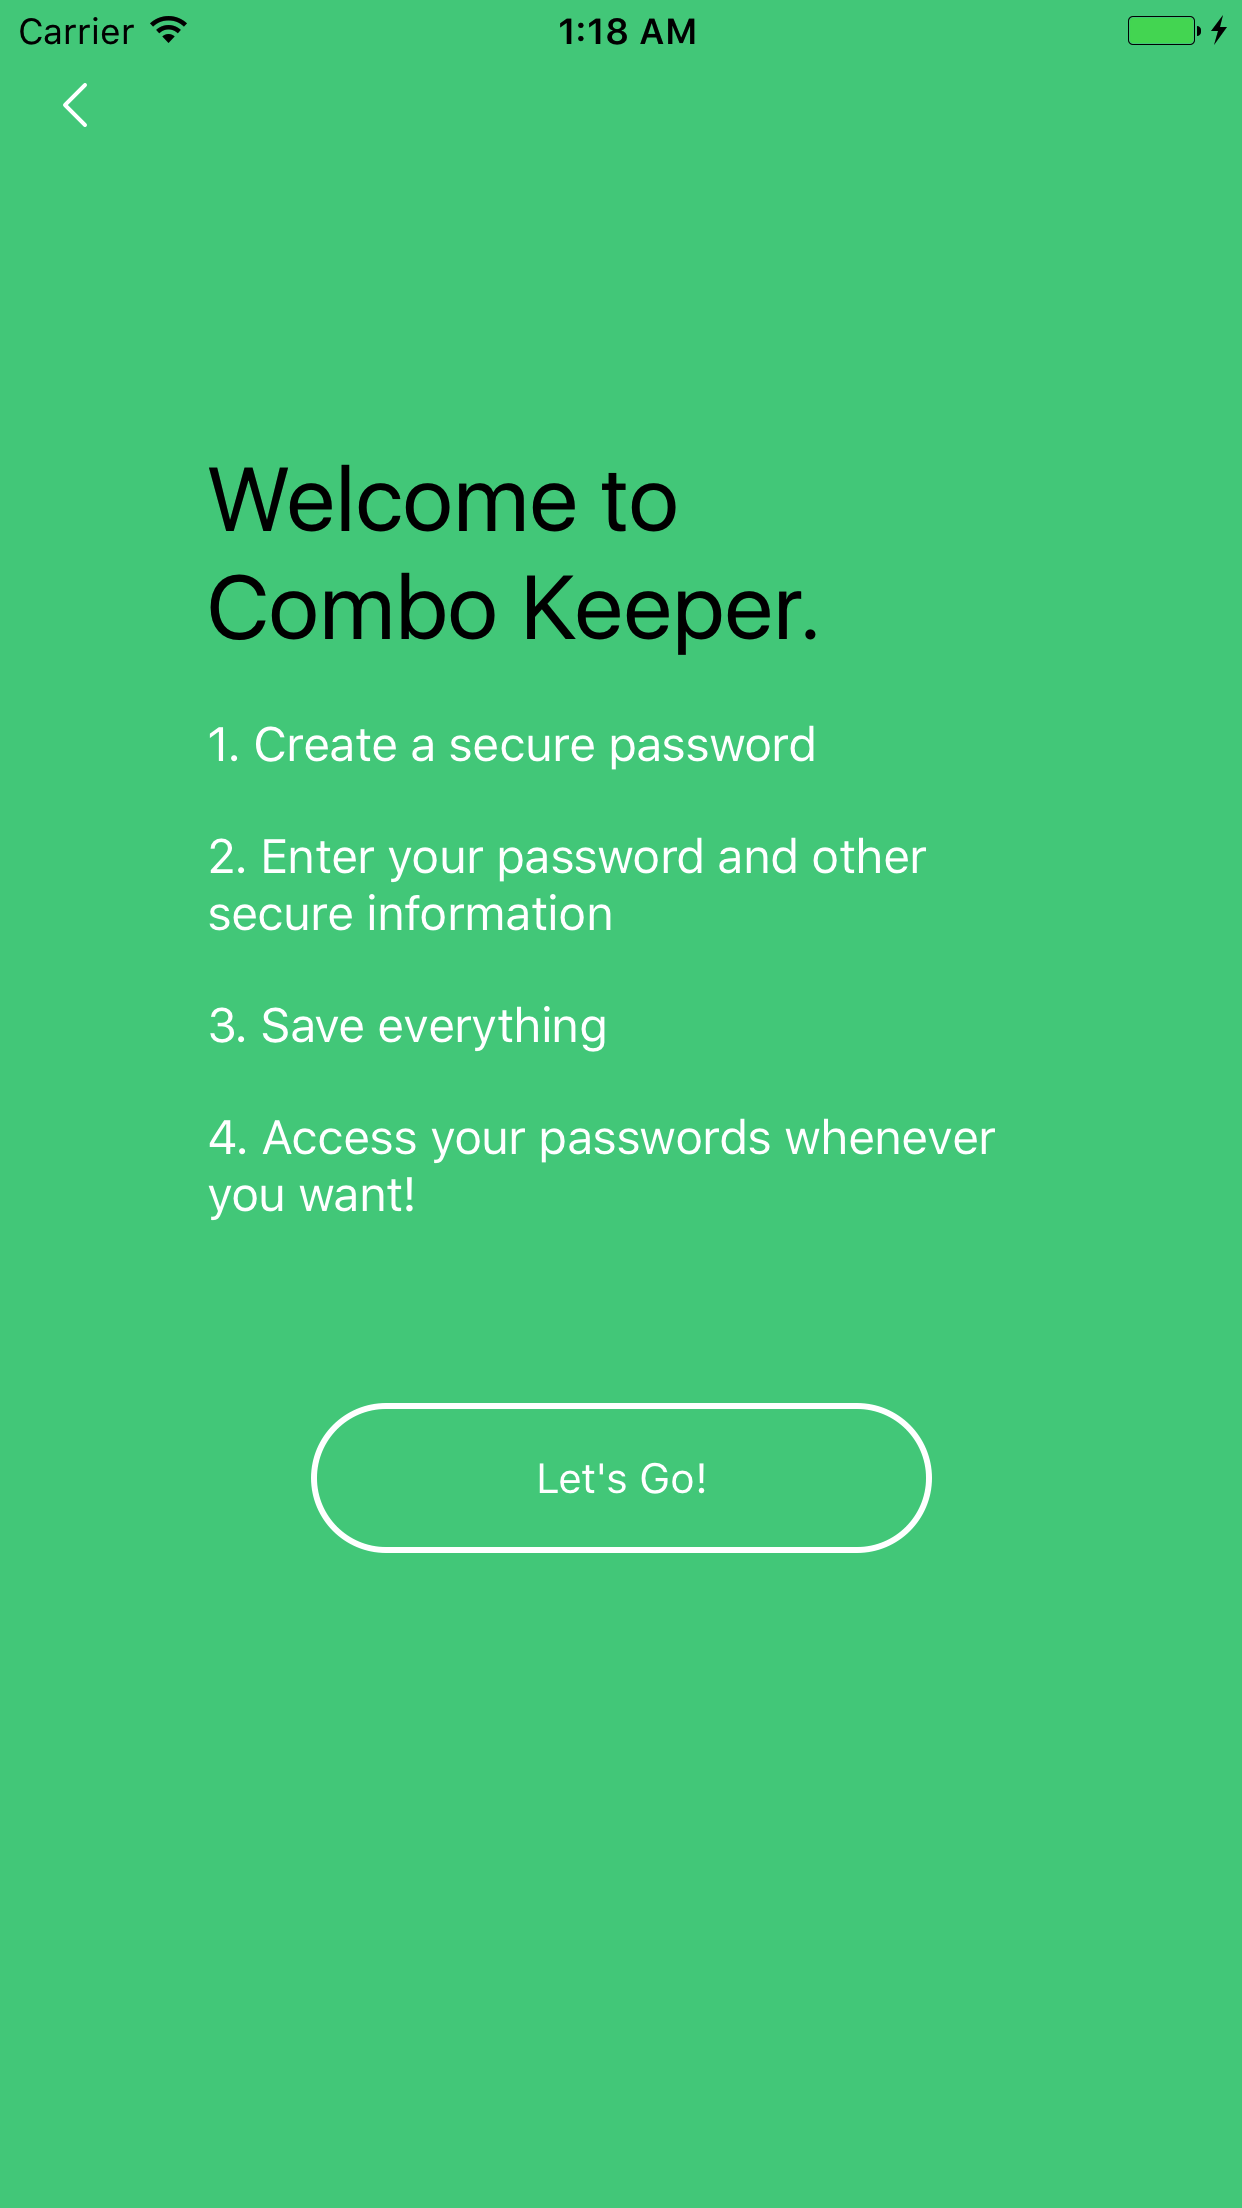 Carrier 1:18 AM
Welcome to
Combo Keeper.
1. Create a secure password
2. Enter your password and other
secure information
3. Save everything
4. Access your passwords whenever
you want!
Let's Go!